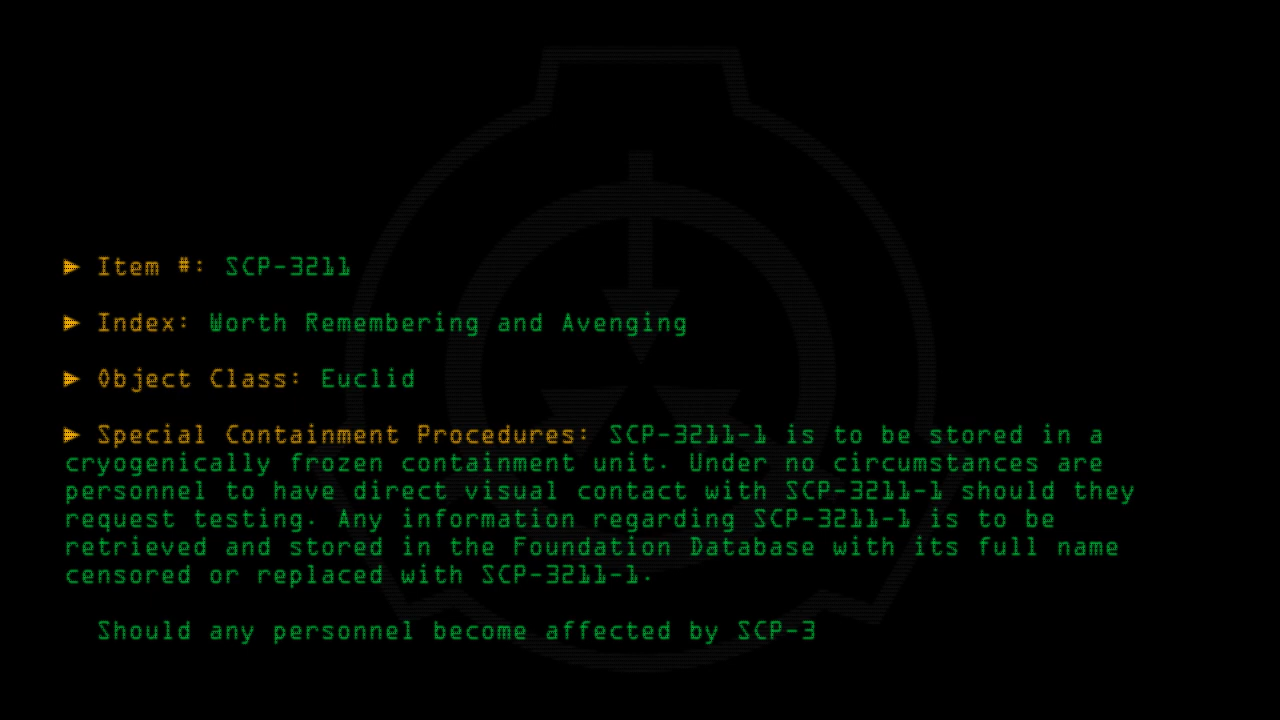 ► Item #: SCP-3211
► Index: Worth Remembering and Avenging
► Object Class: Euclid
► Special Containment Procedures: SCP-3211-1 is to be stored in a
cryogenically frozen containment unit. Under no circumstances are
personnel to have direct visual contact with SCP-3211-1 should they
request testing. Any information regarding SCP-3211-1 is to be
retrieved and stored in the Foundation Database with its full name
censored or replaced with SCP-3211-1.
Should any personnel become affected by SCP-3